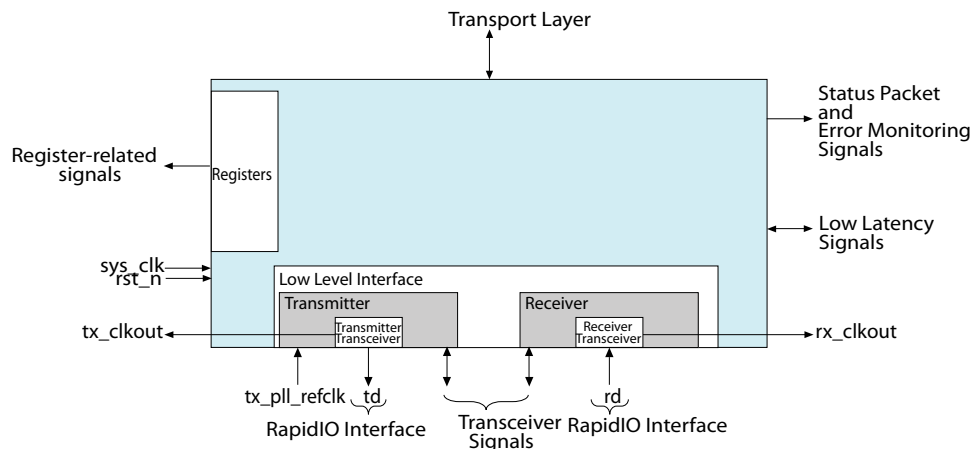 Transport Layer
Status Packet
and
Error Monitoring
Signals
Register-related
signals
Registers
Low Latency
Signals
sys_clk
rst_n
Low Level Interface
Transmitter
Receiver
tx_clkout
Transmitter
Transceiver
Receiver
Transceiver
rx_clkout
tx_pll_refclk
td
rd
RapidIO Interface
Transceiver
Signals
RapidIO Interface